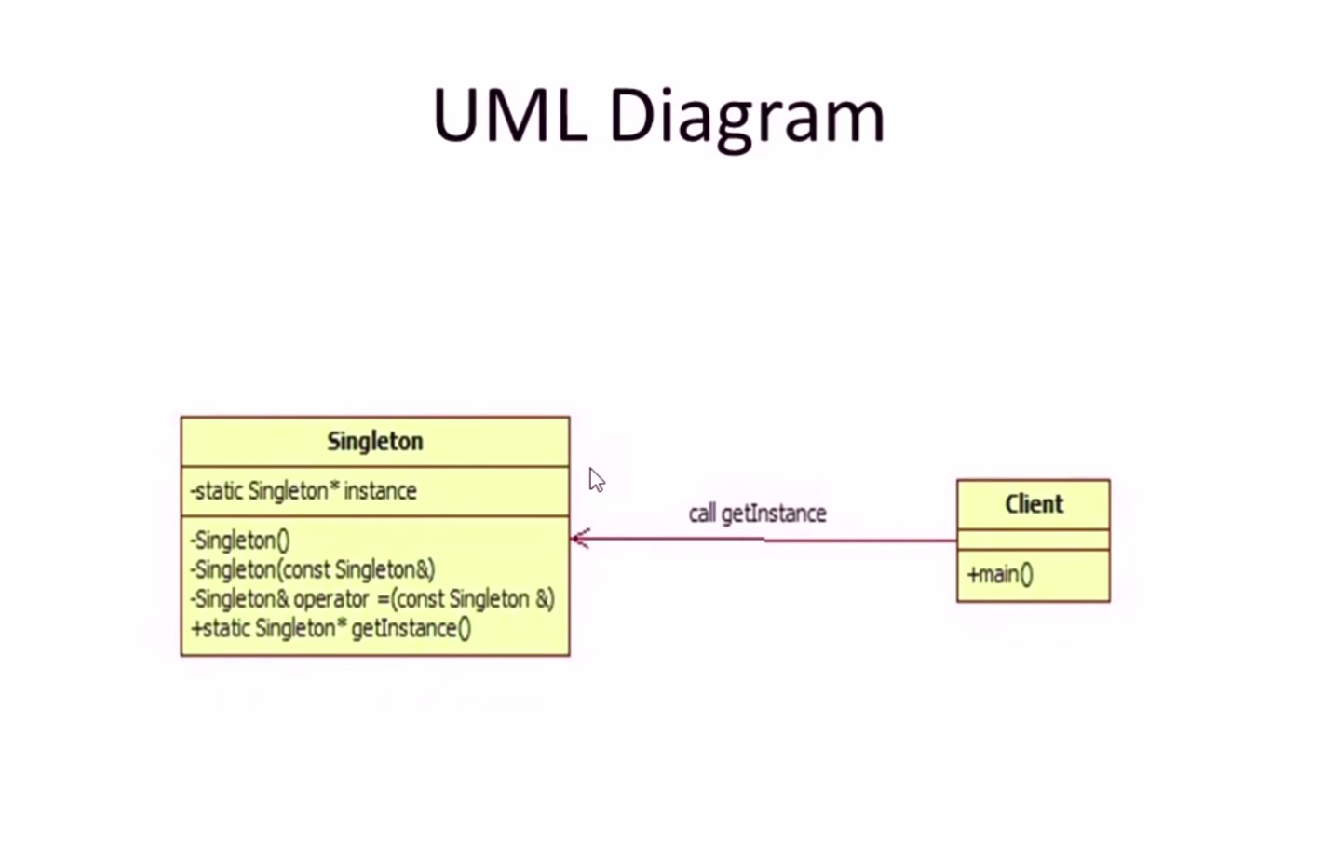 UML Diagram
Singleton
-static Singleton* instance
-Singleton()
-Singleton(const Singleton&)
-Singleton& operator =(const Singleton &)
+static Singleton* getInstance()
call getInstance
Client
+main()